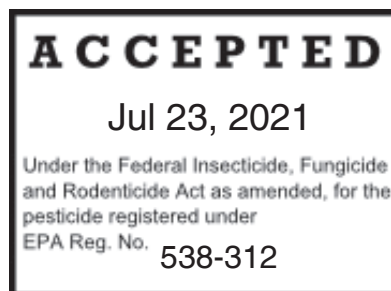 ACCEPTED
Jul 23, 2021
Under the Federal Insecticide, Fungicide
and Rodenticide Act as amended, for the
pesticide registered under
EPA Reg. No. 538-312